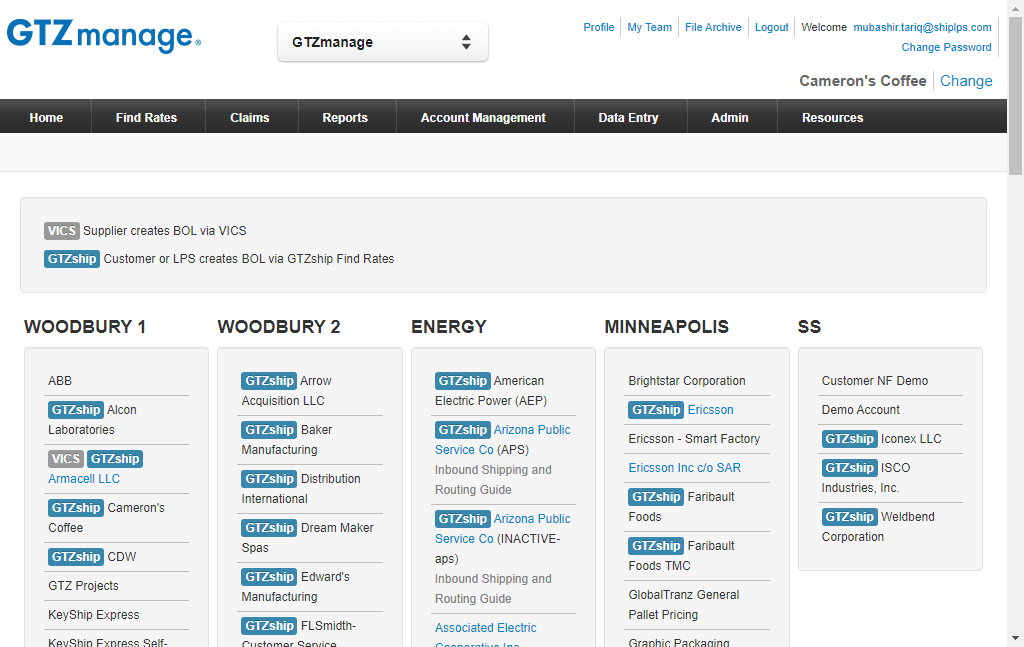 GTZmanage®
GTZmanage
Profile My Team File Archive Logout Welcome mubashir.tariq@shiplps.com
Change Password
Cameron's Coffee Change
Home Find Rates Claims Reports Account Management Data Entry Admin Resources
VICS Supplier creates BOL via VICS
GTZship Customer or LPS creates BOL via GTZship Find Rates
WOODBURY 1
ABB
GTZship Alcon
Laboratories
VICS GTZship
Armacell LLC
GTZship Cameron's
Coffee
GTZship CDW
GTZ Projects
KeyShip Express
KeyShip Express Self-
WOODBURY 2
GTZship Arrow
Acquisition LLC
GTZship Baker
Manufacturing
GTZship Distribution
International
GTZship Dream Maker
Spas
GTZship Edward's
Manufacturing
GTZship FLSmidth-
Customer Service
ENERGY
GTZship American
Electric Power (AEP)
GTZship Arizona Public
Service Co (APS)
Inbound Shipping and
Routing Guide
GTZship Arizona Public
Service Co (INACTIVE-
aps)
Inbound Shipping and
Routing Guide
Associated Electric
Cooperative Inc
MINNEAPOLIS
Brightstar Corporation
GTZship Ericsson
Ericsson - Smart Factory
Ericsson Inc c/o SAR
GTZship Faribault
Foods
GTZship Faribault
Foods TMC
GlobalTranz General
Pallet Pricing
Graphic Packaging
SS
Customer NF Demo
Demo Account
GTZship Iconex LLC
GTZship ISCO
Industries, Inc.
GTZship Weldbend
Corporation